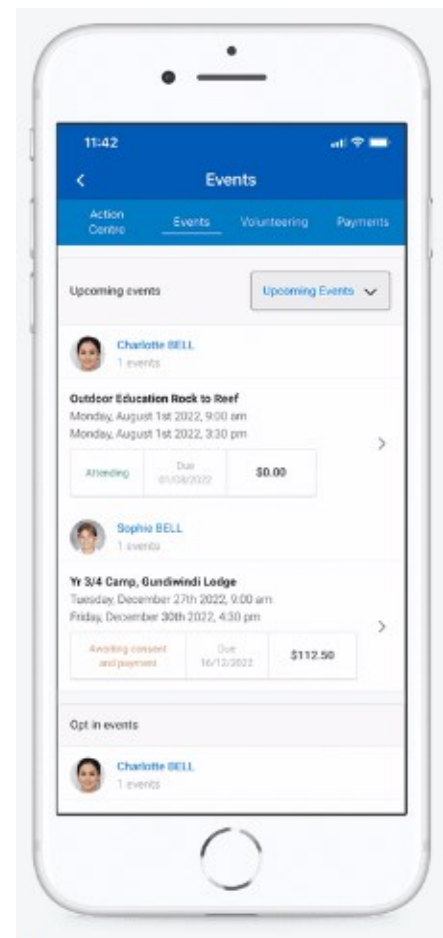 11:42
Events
Action Centre
Events
Volunteering
Payments
Upcoming events
Upcoming Events
Charlotte BELL
1 events
Outdoor Education Rock to Reef
Monday, August 1st 2022, 9:00 am
Monday, August 1st 2022, 3:30 pm
Attending
Due
01/08/2022
$0.00
Sophie BELL
1 events
Yr 3/4 Camp, Gundiwindi Lodge
Tuesday, December 27th 2022, 9:00 am
Friday, December 30th 2022, 4:30 pm
Awaiting consent
and payment
Due
16/12/2022
$112.50
Opt in events
Charlotte BELL
1 events